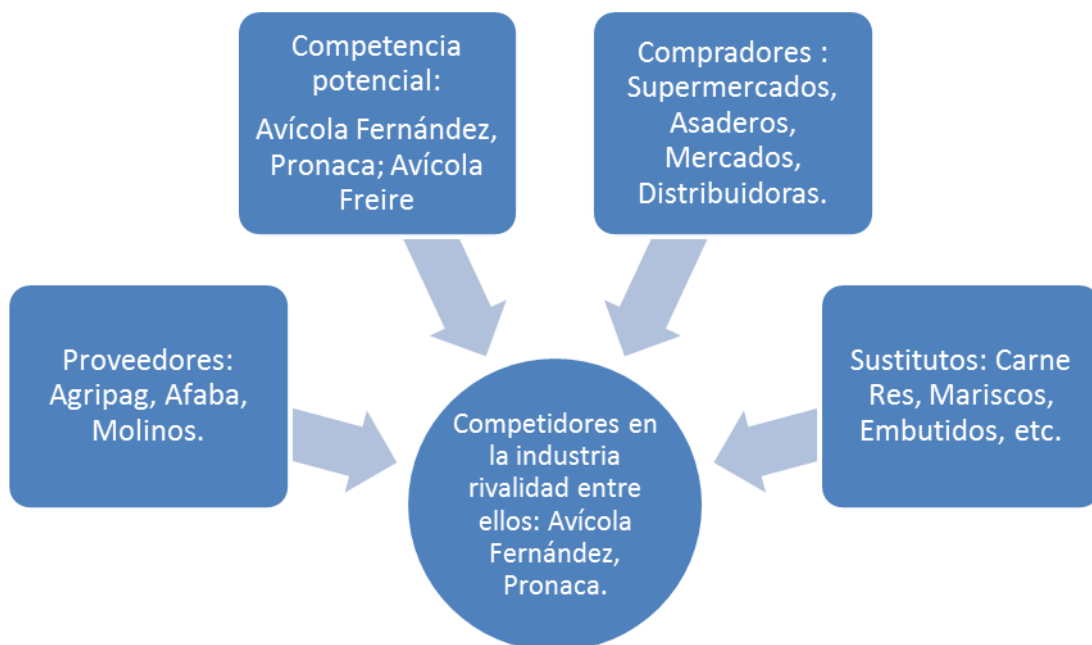 Competencia
potencial:
Avícola Fernández,
Pronaca; Avícola
Freire
Compradores :
Supermercados,
Asaderos,
Mercados,
Distribuidoras.
Proveedores:
Agripag, Afaba,
Molinos.
Sustitutos: Carne
Res, Mariscos,
Embutidos, etc.
Competidores en
la industria
rivalidad entre
ellos: Avícola
Fernández,
Pronaca.